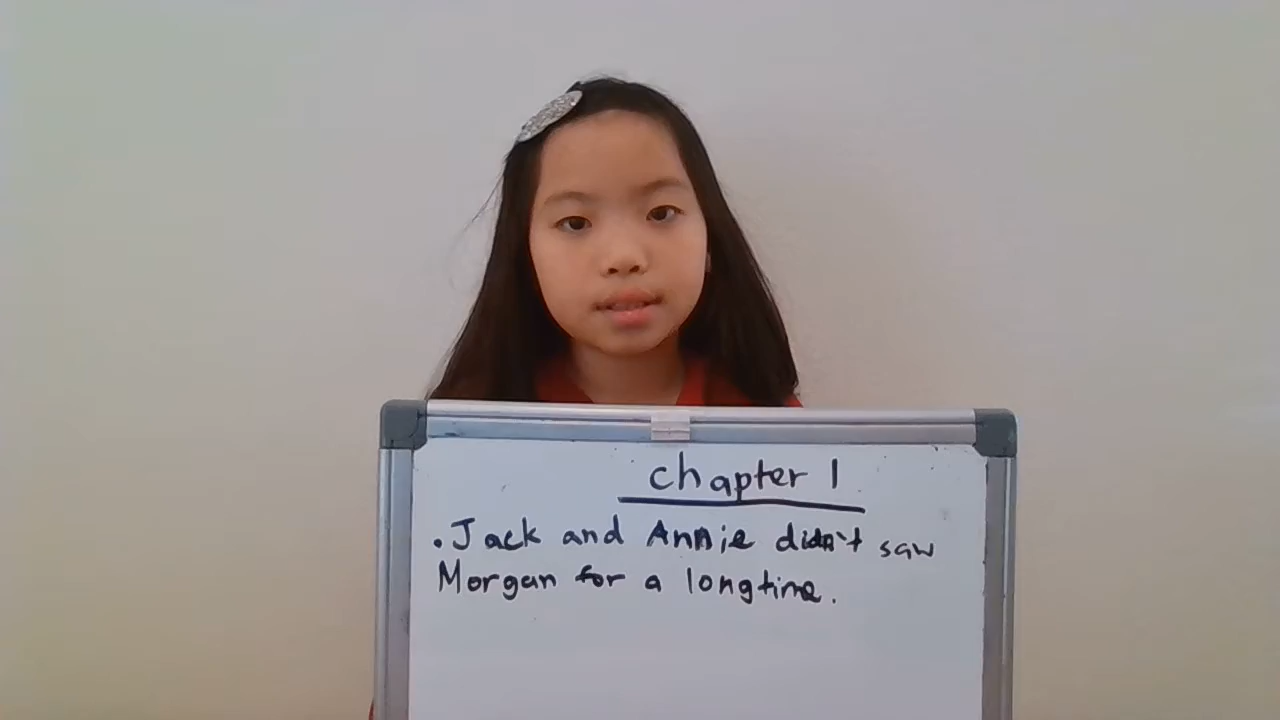 chapter 1
• Jack and Annie didn't saw
Morgan for a longtime.